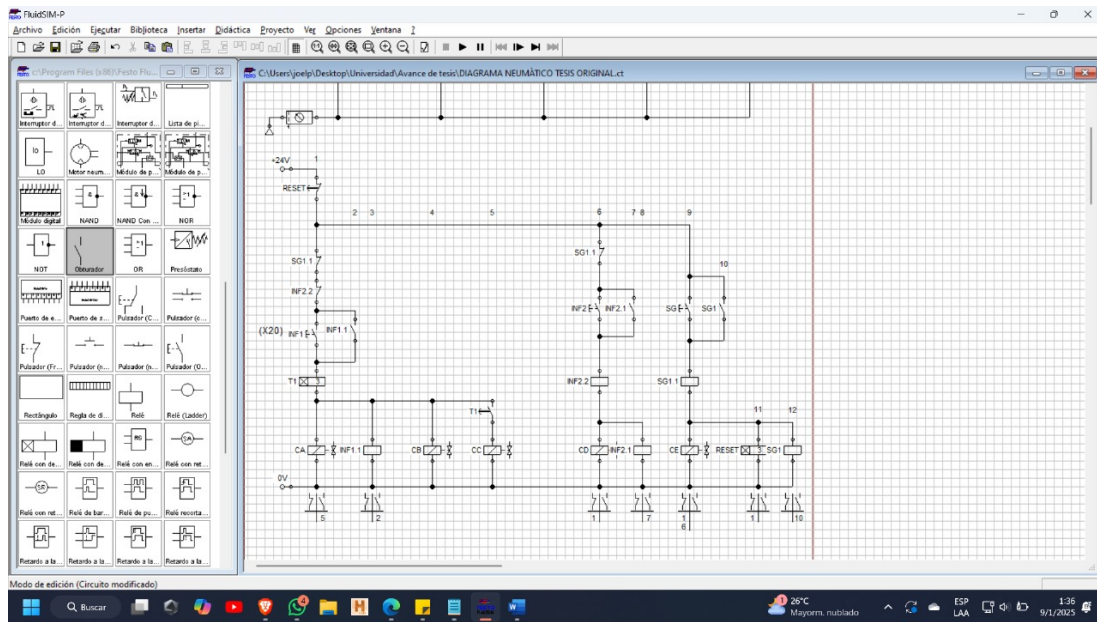 FluidSIM-P
Archivo Edición Ejecutar Biblioteca Insertar Didáctica Proyecto Ver Opciones Ventana ?
c:\Program Files (x86)\Festo Flu...
C:\Users\joelp\Desktop\Universidad\Avance de tesis\DIAGRAMA NEUMÀTICO TESIS ORIGINAL.ct
Interruptor d... Interruptor d... Interruptor d... Lista de pi...
LO Motor neum... Módulo de p... Módulo de p...
Módulo digital NAND NAND Con ... NOR
NOT Obturador OR Presóstato
Puerto de e... Puerto de s... Pulsador (C... Pulsador (c...
Pulsador (Fr... Pulsador (n... Pulsador (n... Pulsador (O...
Rectángulo Regla de di... Relé Relé (Ladder)
Relé con de... Relé con de... Relé con en... Relé con ret...
Relé con ret... Relé de bar... Relé de pu... Relé recorta...
Retardo a la... Retardo a la... Retardo a la... Retardo a la...
+24V 1
RESET
2 3 4 5 6 7 8 9
SG1.1 SG1.1
10
INF2.2
INF2 INF2.1 SG SG1
(X20) INF1 INF1.1
T1 3 INF2.2 SG1.1
T1 11 12
CA INF1.1 CB CC CD INF2.1 CE RESET 3 SG1
0V
5 2 1 7 1 1 10
6
Modo de edición (Circuito modificado)
Buscar
26°C
Mayorm. nublado
ESP
LAA
1:36
9/1/2025